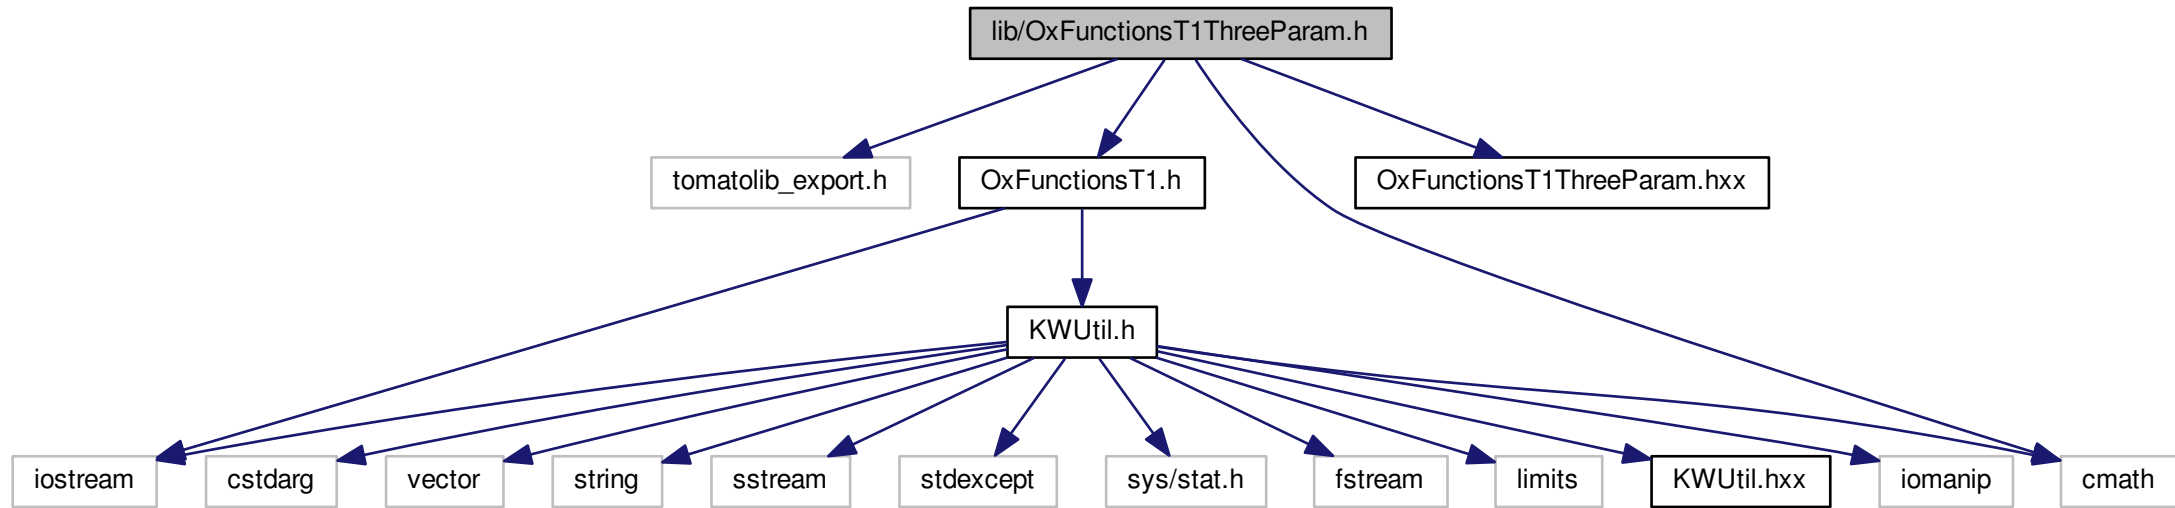 lib/OxFunctionsT1ThreeParam.h
tomatolib_export.h
OxFunctionsT1.h
OxFunctionsT1ThreeParam.hxx
KWUtil.h
iostream
cstdarg
vector
string
sstream
stdexcept
sys/stat.h
fstream
limits
KWUtil.hxx
iomanip
cmath